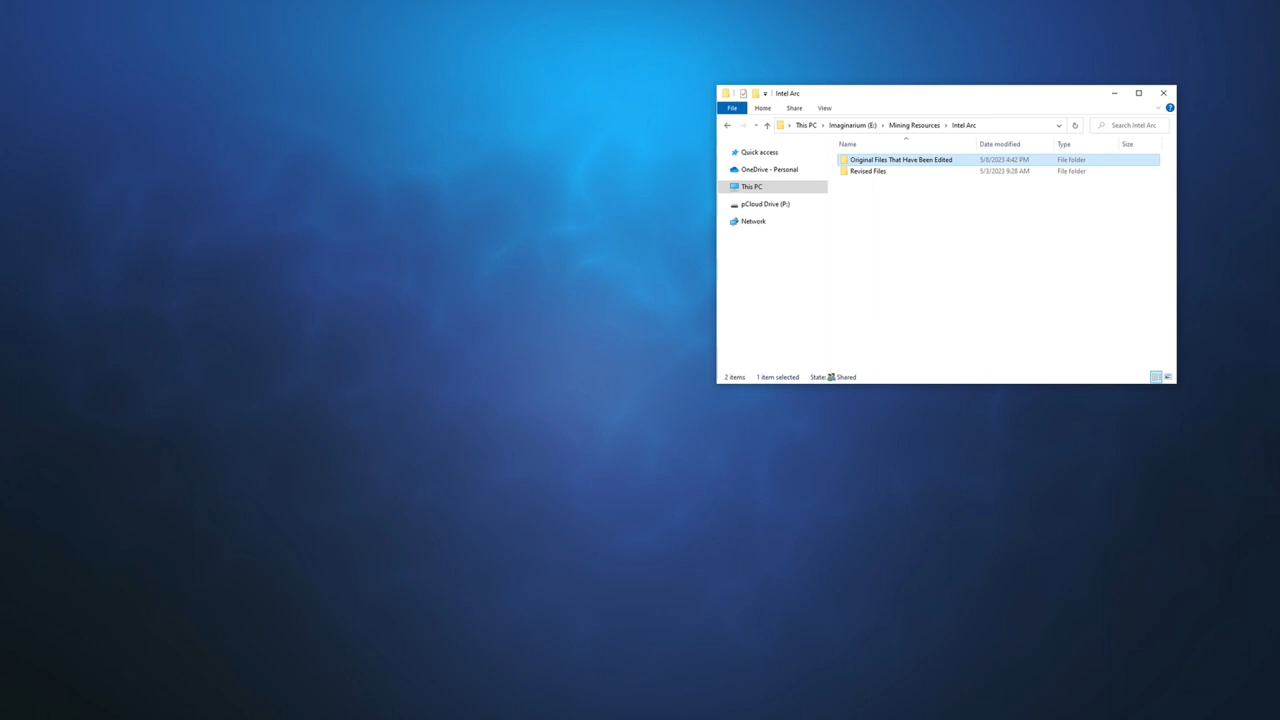 Intel Arc
File Home Share View
This PC Imaginarium (E:) Mining Resources Intel Arc Search Intel Arc
Name Date modified Type Size
Quick access
OneDrive - Personal
This PC
pCloud Drive (P:)
Network
Original Files That Have Been Edited 5/8/2023 4:42 PM File folder
Revised Files 5/3/2023 9:28 AM File folder
2 items 1 item selected State: Shared